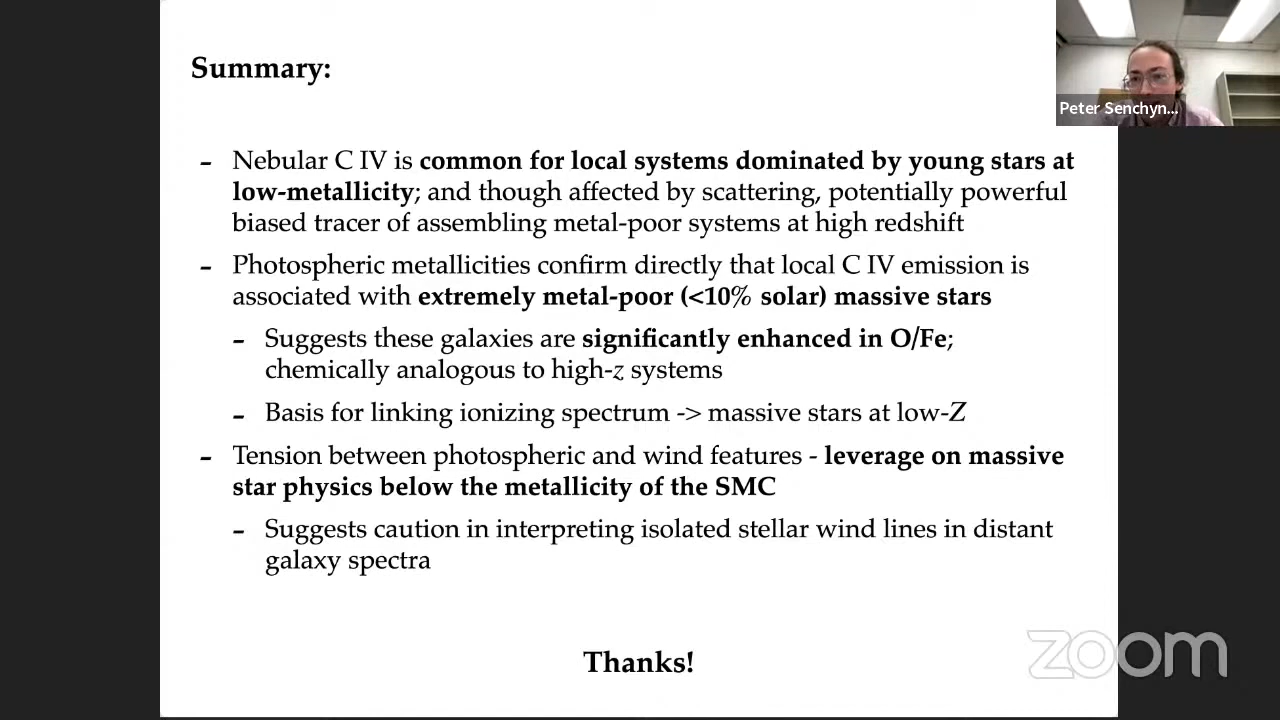 Summary:
Peter Senchyn...
- Nebular C IV is common for local systems dominated by young stars at
low-metallicity; and though affected by scattering, potentially powerful
biased tracer of assembling metal-poor systems at high redshift
- Photospheric metallicities confirm directly that local C IV emission is
associated with extremely metal-poor (<10% solar) massive stars
- Suggests these galaxies are significantly enhanced in O/Fe;
chemically analogous to high-z systems
- Basis for linking ionizing spectrum -> massive stars at low-Z
- Tension between photospheric and wind features - leverage on massive
star physics below the metallicity of the SMC
- Suggests caution in interpreting isolated stellar wind lines in distant
galaxy spectra
Thanks!
zoom